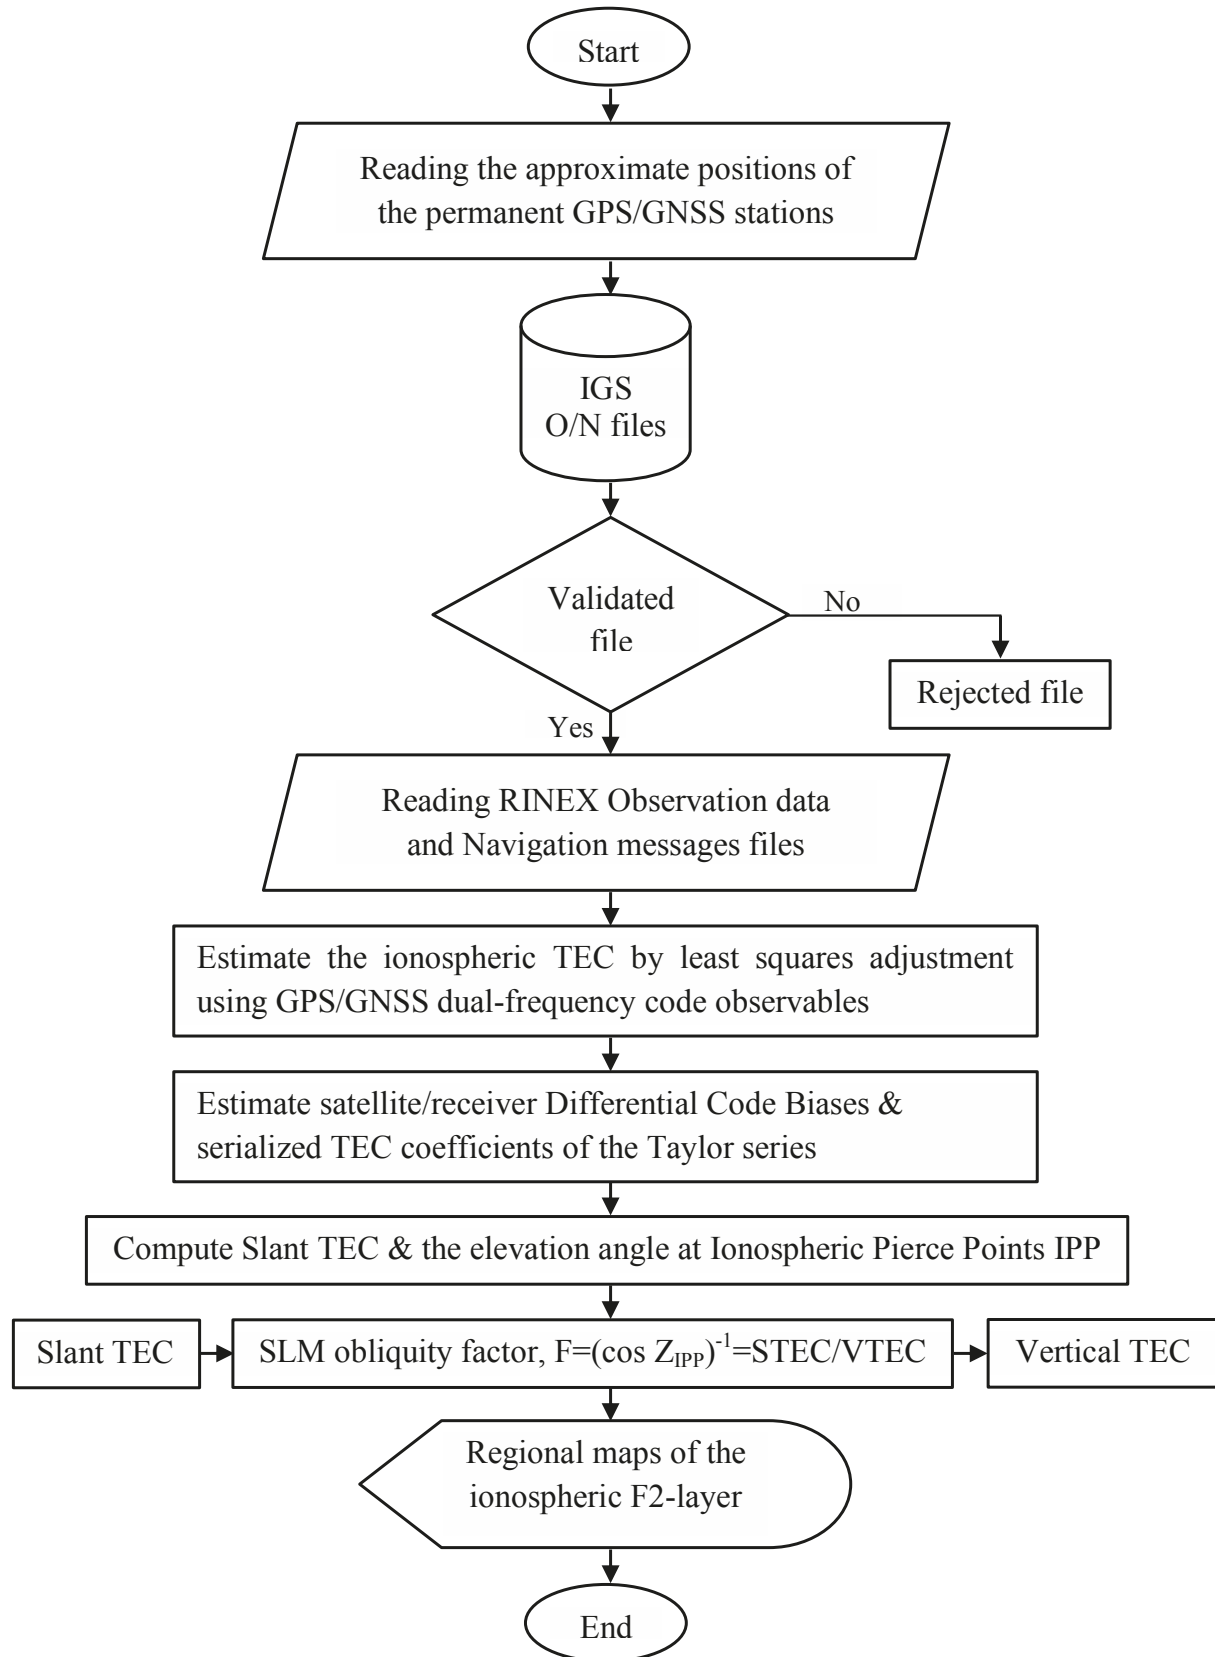 Start
Reading the approximate positions of
the permanent GPS/GNSS stations
IGS
O/N files
Validated
file
No
Rejected file
Yes
Reading RINEX Observation data
and Navigation messages files
Estimate the ionospheric TEC by least squares adjustment
using GPS/GNSS dual-frequency code observables
Estimate satellite/receiver Differential Code Biases &
serialized TEC coefficients of the Taylor series
Compute Slant TEC & the elevation angle at Ionospheric Pierce Points IPP
Slant TEC
SLM obliquity factor, F=(cos Z_IPP)^-1=STEC/VTEC
Vertical TEC
Regional maps of the
ionospheric F2-layer
End